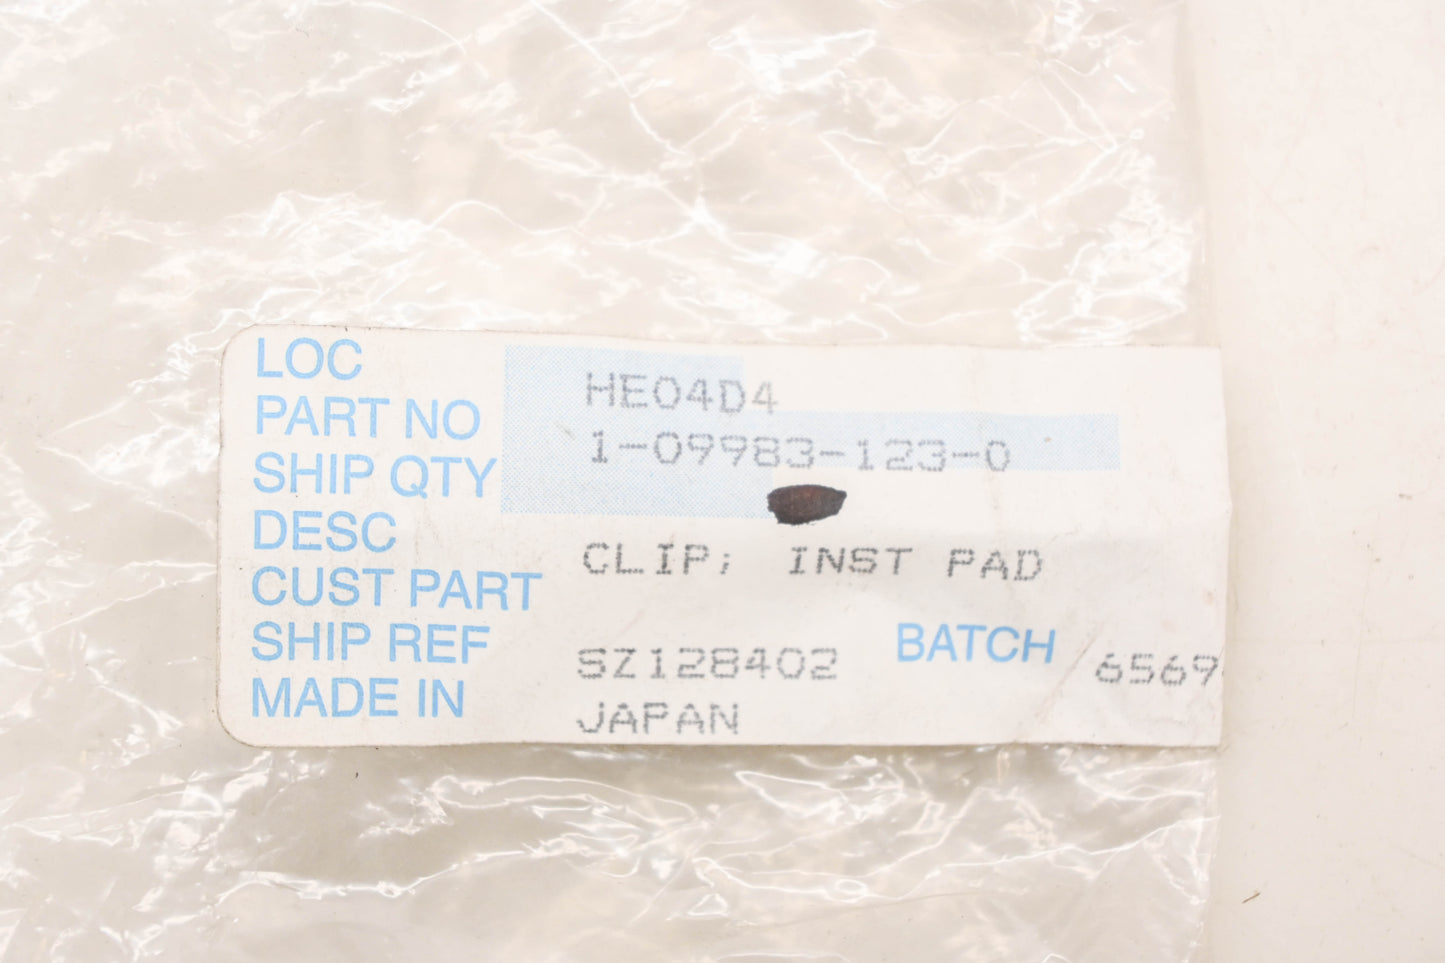 LOC HE04D4
PART NO 1-09983-123-0
SHIP QTY
DESC CLIP; INST PAD
CUST PART
SHIP REF SZ128402 BATCH 6569
MADE IN JAPAN